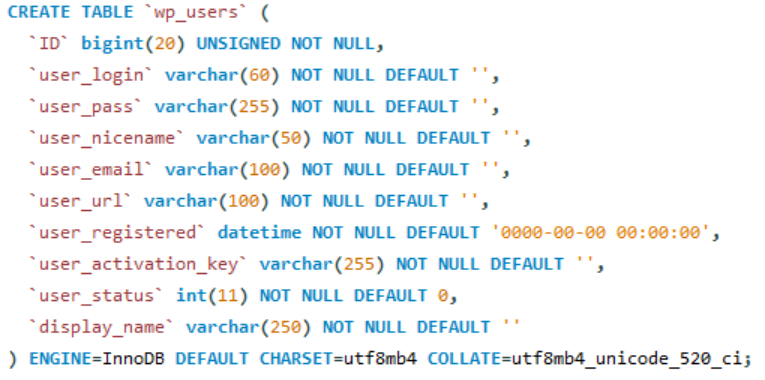 CREATE TABLE `wp_users` (
  `ID` bigint(20) UNSIGNED NOT NULL,
  `user_login` varchar(60) NOT NULL DEFAULT '',
  `user_pass` varchar(255) NOT NULL DEFAULT '',
  `user_nicename` varchar(50) NOT NULL DEFAULT '',
  `user_email` varchar(100) NOT NULL DEFAULT '',
  `user_url` varchar(100) NOT NULL DEFAULT '',
  `user_registered` datetime NOT NULL DEFAULT '0000-00-00 00:00:00',
  `user_activation_key` varchar(255) NOT NULL DEFAULT '',
  `user_status` int(11) NOT NULL DEFAULT 0,
  `display_name` varchar(250) NOT NULL DEFAULT ''
) ENGINE=InnoDB DEFAULT CHARSET=utf8mb4 COLLATE=utf8mb4_unicode_520_ci;